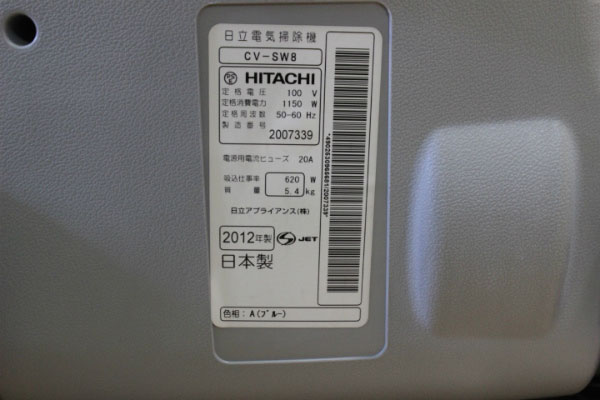 日立電気掃除機
CV-SW8
HITACHI
定格電圧 100 V
定格消費電力 1150 W
定格周波数 50-60 Hz
製造番号
2007339
電源用電流ヒューズ 20A
吸込仕事率 620 W
質量 5.4 kg
日立アプライアンス(株)
2012年製 S JET
日本製
色相:A(ブルー)